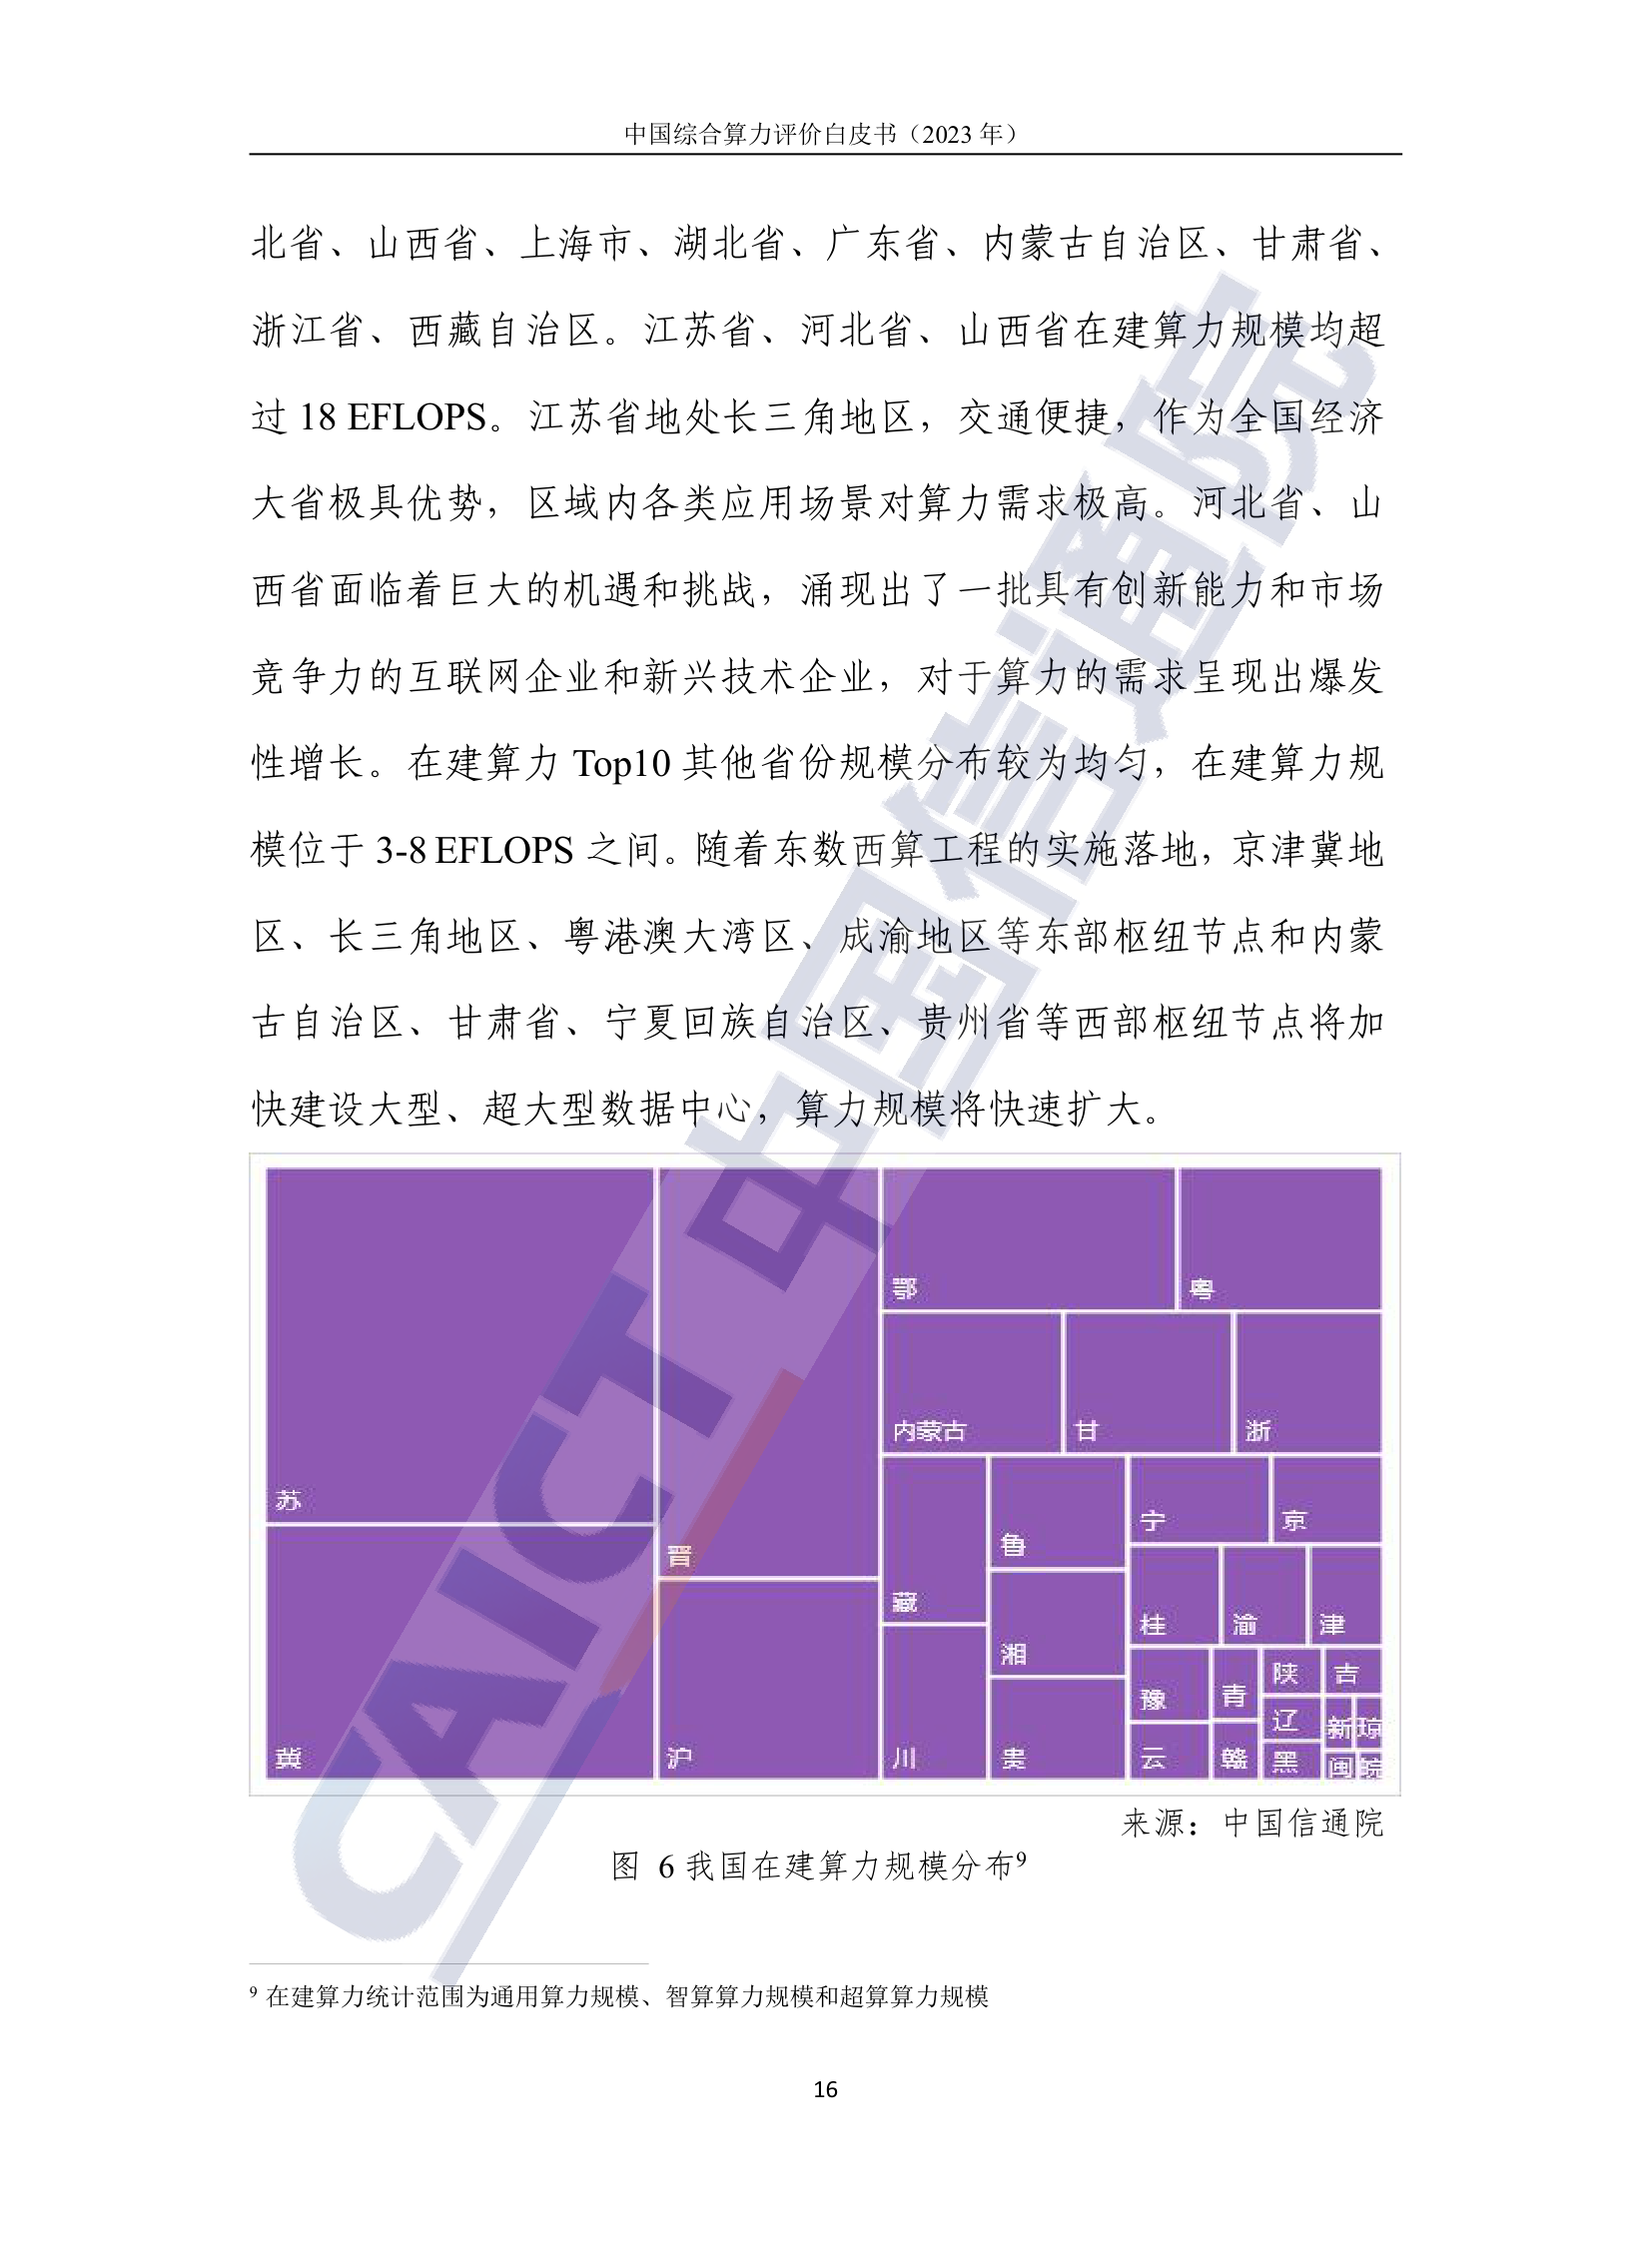 中国综合算力评价白皮书（2023 年）
北省、山西省、上海市、湖北省、广东省、内蒙古自治区、甘肃省、
浙江省、西藏自治区。江苏省、河北省、山西省在建算力规模均超
过 18 EFLOPS。江苏省地处长三角地区，交通便捷，作为全国经济
大省极具优势，区域内各类应用场景对算力需求极高。河北省、山
西省面临着巨大的机遇和挑战，涌现出了一批具有创新能力和市场
竞争力的互联网企业和新兴技术企业，对于算力的需求呈现出爆发
性增长。在建算力 Top10 其他省份规模分布较为均匀，在建算力规
模位于 3-8 EFLOPS 之间。随着东数西算工程的实施落地，京津冀地
区、长三角地区、粤港澳大湾区、成渝地区等东部枢纽节点和内蒙
古自治区、甘肃省、宁夏回族自治区、贵州省等西部枢纽节点将加
快建设大型、超大型数据中心，算力规模将快速扩大。
苏
冀
晋
沪
鄂
粤
内蒙古
甘
浙
藏
川
鲁
湘
贵
宁
京
桂
渝
津
豫
云
青
赣
陕
吉
辽
黑
新
琼
闽
皖
来源：中国信通院
图 6 我国在建算力规模分布9
9 在建算力统计范围为通用算力规模、智算算力规模和超算算力规模
16
CAICT 中国信通院